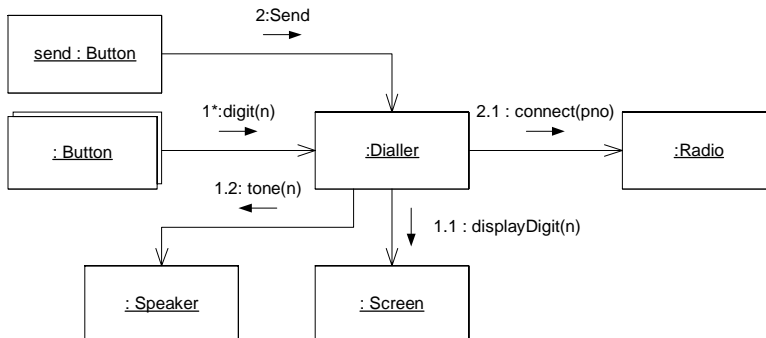 2:Send
send : Button
1*:digit(n)
2.1 : connect(pno)
: Button
:Dialler
:Radio
1.2: tone(n)
1.1 : displayDigit(n)
: Speaker
: Screen